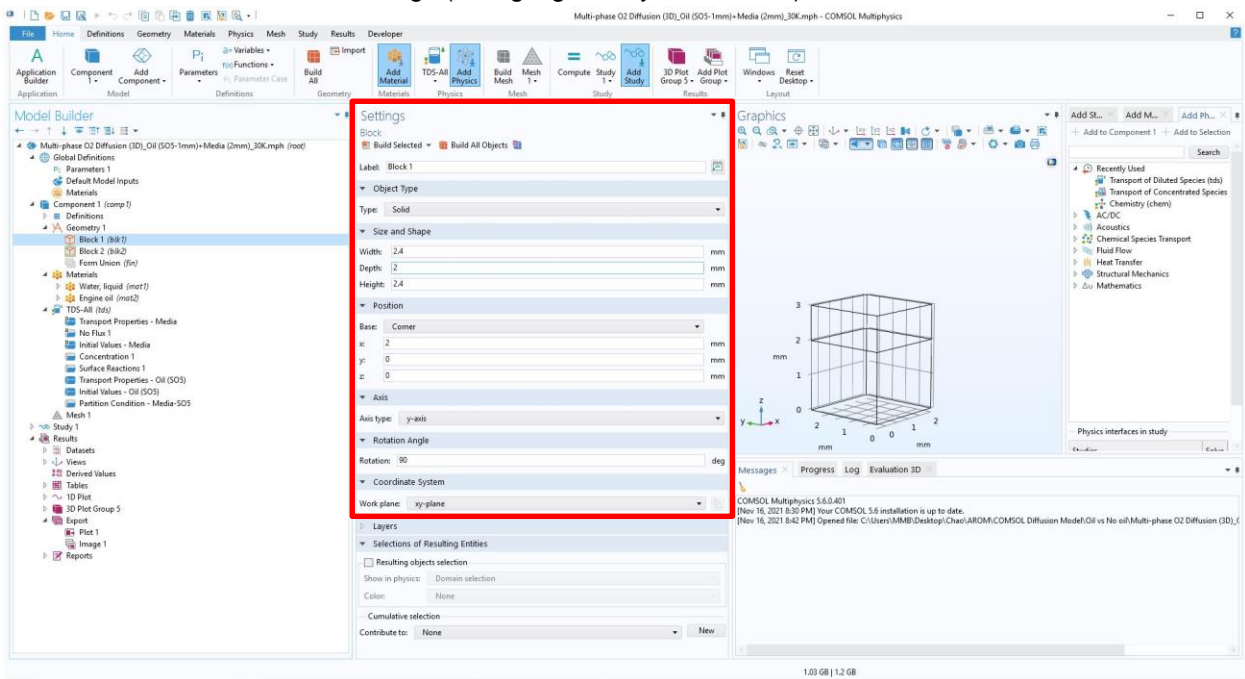 Multi-phase O2 Diffusion (3D)_Oil (SO5-1mm)+Media (2mm)_30K.mph - COMSOL Multiphysics
File Home Definitions Geometry Materials Physics Mesh Study Results Developer
Application Builder
Component 1
Add Component
Parameters
a= Variables
f(x) Functions
Pi Parameter Case
Build All
Import
Add Material
TDS-All
Add Physics
Build Mesh
Mesh 1
Compute
Study 1
Add Study
3D Plot Group 5
Add Plot Group
Windows
Reset Desktop
Application Model Definitions Geometry Materials Physics Mesh Study Results Layout
Model Builder
Multi-phase O2 Diffusion (3D)_Oil (SO5-1mm)+Media (2mm)_30K.mph (root)
Global Definitions
Pi Parameters 1
Default Model Inputs
Materials
Component 1 (comp1)
Definitions
Geometry 1
Block 1 (blk1)
Block 2 (blk2)
Form Union (fin)
Materials
Water, liquid (mat1)
Engine oil (mat2)
TDS-All (tds)
Transport Properties - Media
No Flux 1
Initial Values - Media
Concentration 1
Surface Reactions 1
Transport Properties - Oil (SO5)
Initial Values - Oil (SO5)
Partition Condition - Media-SO5
Mesh 1
Study 1
Results
Datasets
Views
Derived Values
Tables
1D Plot
3D Plot Group 5
Export
Plot 1
Image 1
Reports
Settings
Block
Build Selected Build All Objects
Label: Block 1
Object Type
Type: Solid
Size and Shape
Width: 2.4 mm
Depth: 2 mm
Height: 2.4 mm
Position
Base: Corner
x: 2 mm
y: 0 mm
z: 0 mm
Axis
Axis type: y-axis
Rotation Angle
Rotation: 90 deg
Coordinate System
Work plane: xy-plane
Layers
Selections of Resulting Entities
Resulting objects selection
Show in physics: Domain selection
Color: None
Cumulative selection
Contribute to: None New
Graphics
3
2
mm
1
z
0
y x
2 1 0 0 1 2
mm mm
Messages Progress Log Evaluation 3D
COMSOL Multiphysics 5.6.0.401
[Nov 16, 2021 8:30 PM] Your COMSOL 5.6 installation is up to date.
[Nov 16, 2021 8:42 PM] Opened file: C:\Users\MMB\Desktop\Chao\AROM\COMSOL Diffusion Model\Oil vs No oil\Multi-phase O2 Diffusion (3D)_(
Add St... Add M... Add Ph...
+ Add to Component 1 + Add to Selection
Search
Recently Used
Transport of Diluted Species (tds)
Transport of Concentrated Species
Chemistry (chem)
AC/DC
Acoustics
Chemical Species Transport
Fluid Flow
Heat Transfer
Structural Mechanics
Δu Mathematics
Physics interfaces in study
1.03 GB | 1.2 GB